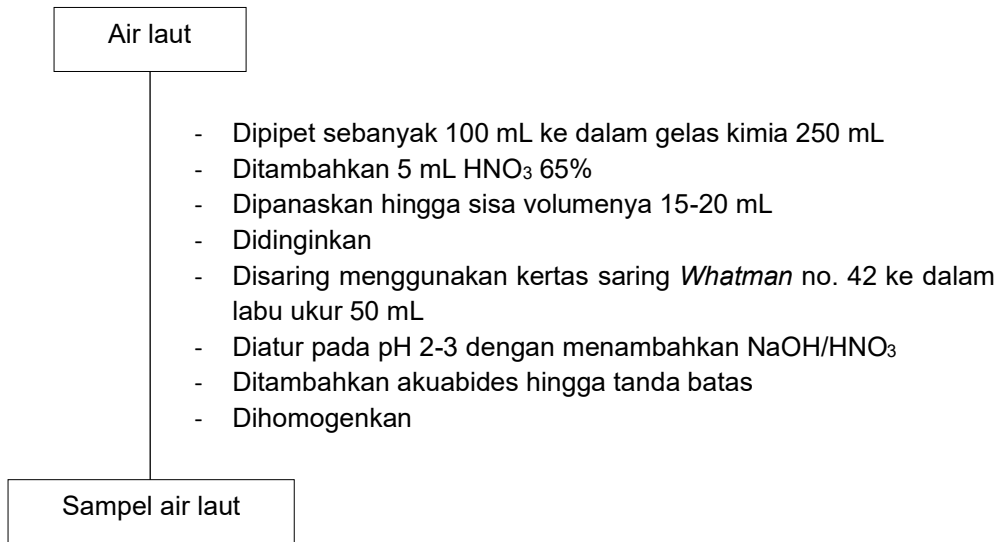 Air laut
- Dipipet sebanyak 100 mL ke dalam gelas kimia 250 mL
- Ditambahkan 5 mL HNO₃ 65%
- Dipanaskan hingga sisa volumenya 15-20 mL
- Didinginkan
- Disaring menggunakan kertas saring Whatman no. 42 ke dalam
labu ukur 50 mL
- Diatur pada pH 2-3 dengan menambahkan NaOH/HNO₃
- Ditambahkan akuabides hingga tanda batas
- Dihomogenkan
Sampel air laut